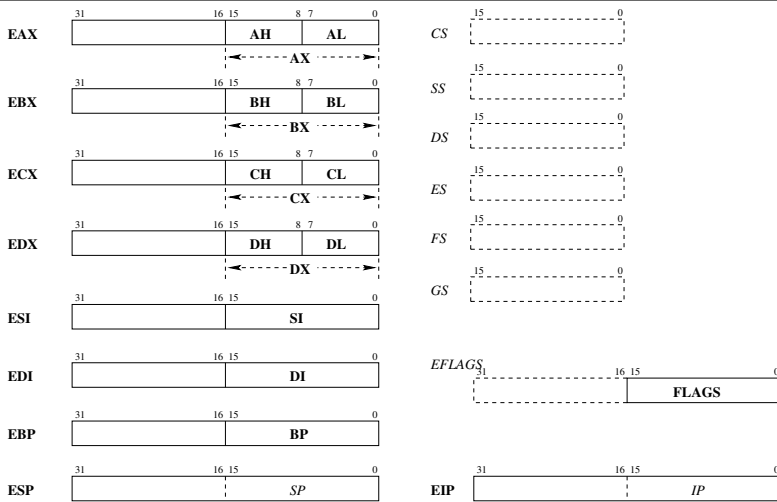 31 16 15 8 7 0
EAX AH AL
AX
31 16 15 8 7 0
EBX BH BL
BX
31 16 15 8 7 0
ECX CH CL
CX
31 16 15 8 7 0
EDX DH DL
DX
31 16 15 0
ESI SI
31 16 15 0
EDI DI
31 16 15 0
EBP BP
31 16 15 0
ESP SP
15 0
CS
15 0
SS
15 0
DS
15 0
ES
15 0
FS
15 0
GS
EFLAGS
31 16 15 0
FLAGS
31 16 15 0
EIP IP